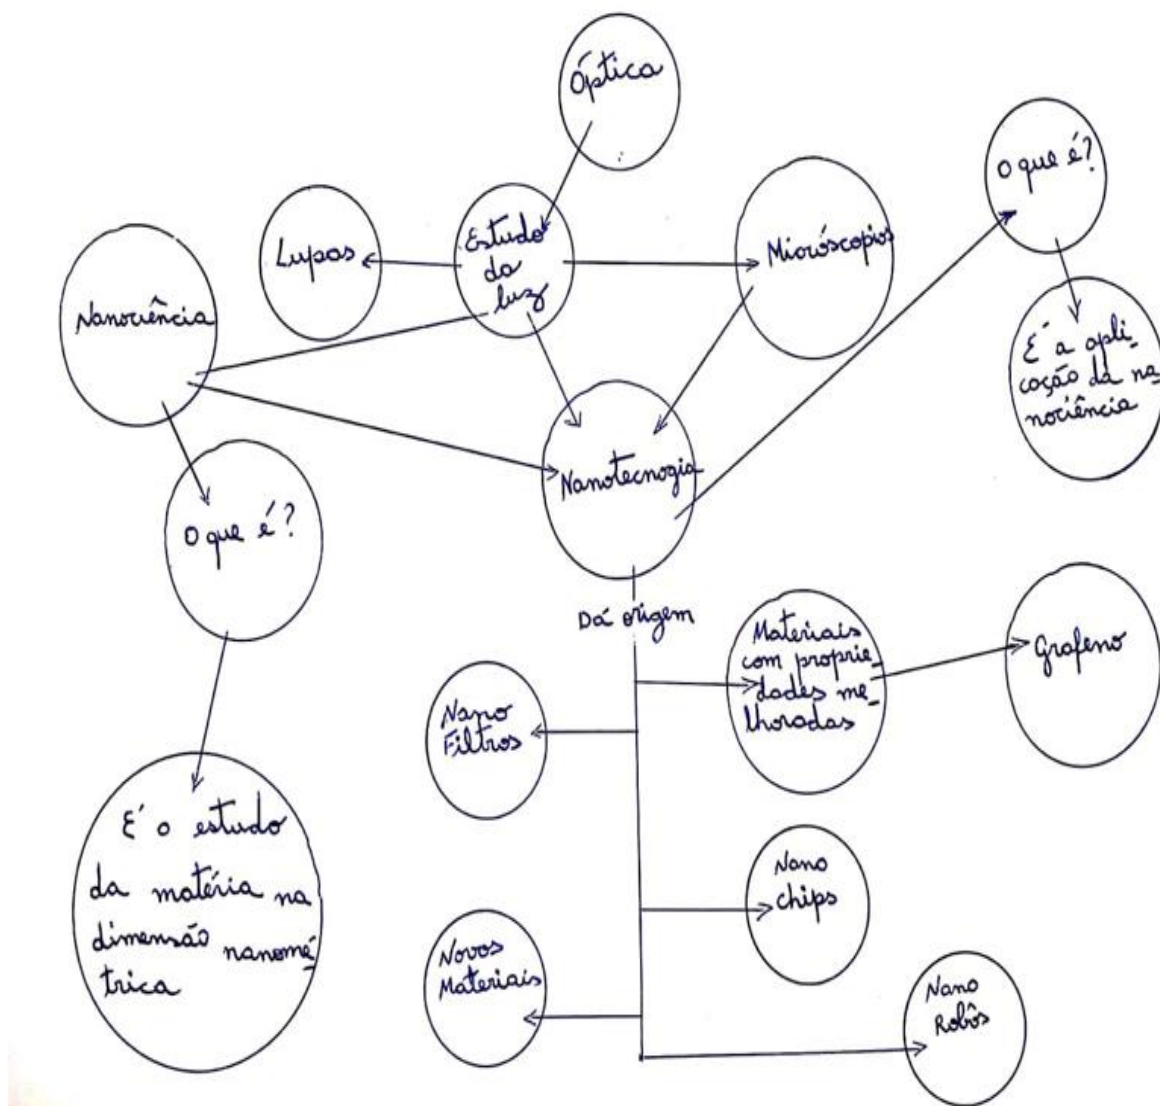 Óptica
O que é?
Lupas
Estudo
da
luz
Microscópios
Nanociência
É a apli-
cação da na-
nociência
Nanotecnogia
O que é?
Dá origem
Materiais
com proprie-
dades me-
lhoradas
Grafeno
Nano
Filtros
É o estudo
da matéria na
dimensão nanomé-
trica
Nano
chips
Novos
Materiais
Nano
Robôs